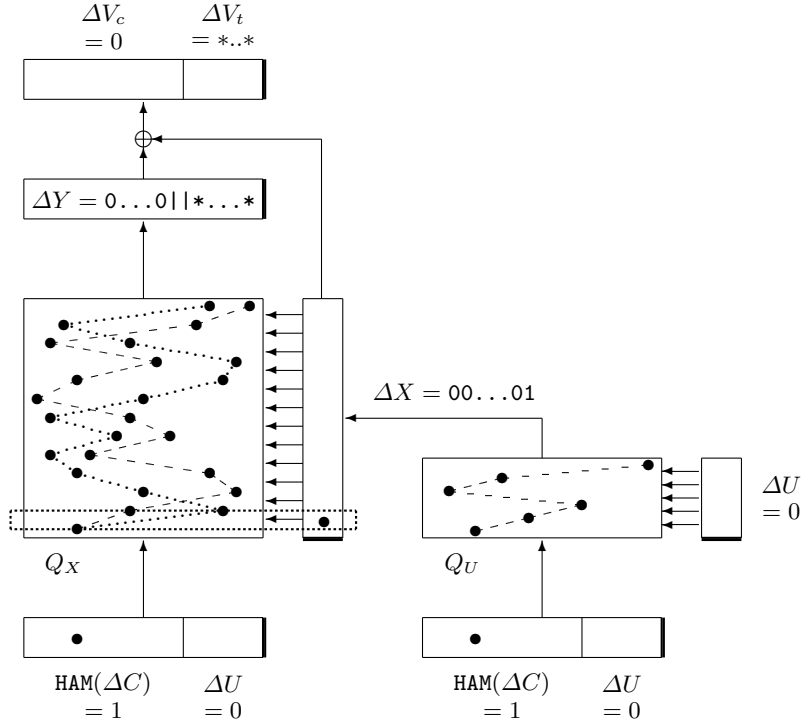 ΔV_c ΔV_t
= 0 = *..*
ΔY = 0...0||*...*
ΔX = 00...01
ΔU
= 0
Q_X Q_U
HAM(ΔC) ΔU HAM(ΔC) ΔU
= 1 = 0 = 1 = 0